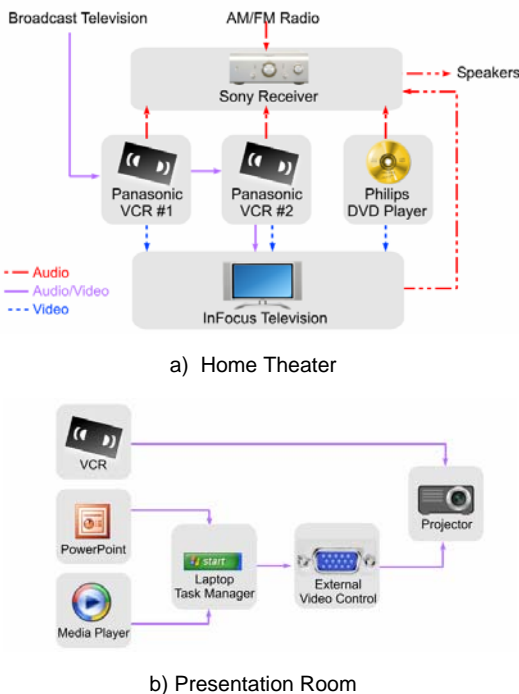 Broadcast Television
AM/FM Radio
Sony Receiver
Speakers
Panasonic
VCR #1
Panasonic
VCR #2
Philips
DVD Player
Audio
Audio/Video
Video
InFocus Television
a) Home Theater
VCR
PowerPoint
Media Player
start
Laptop
Task Manager
External
Video Control
Projector
b) Presentation Room